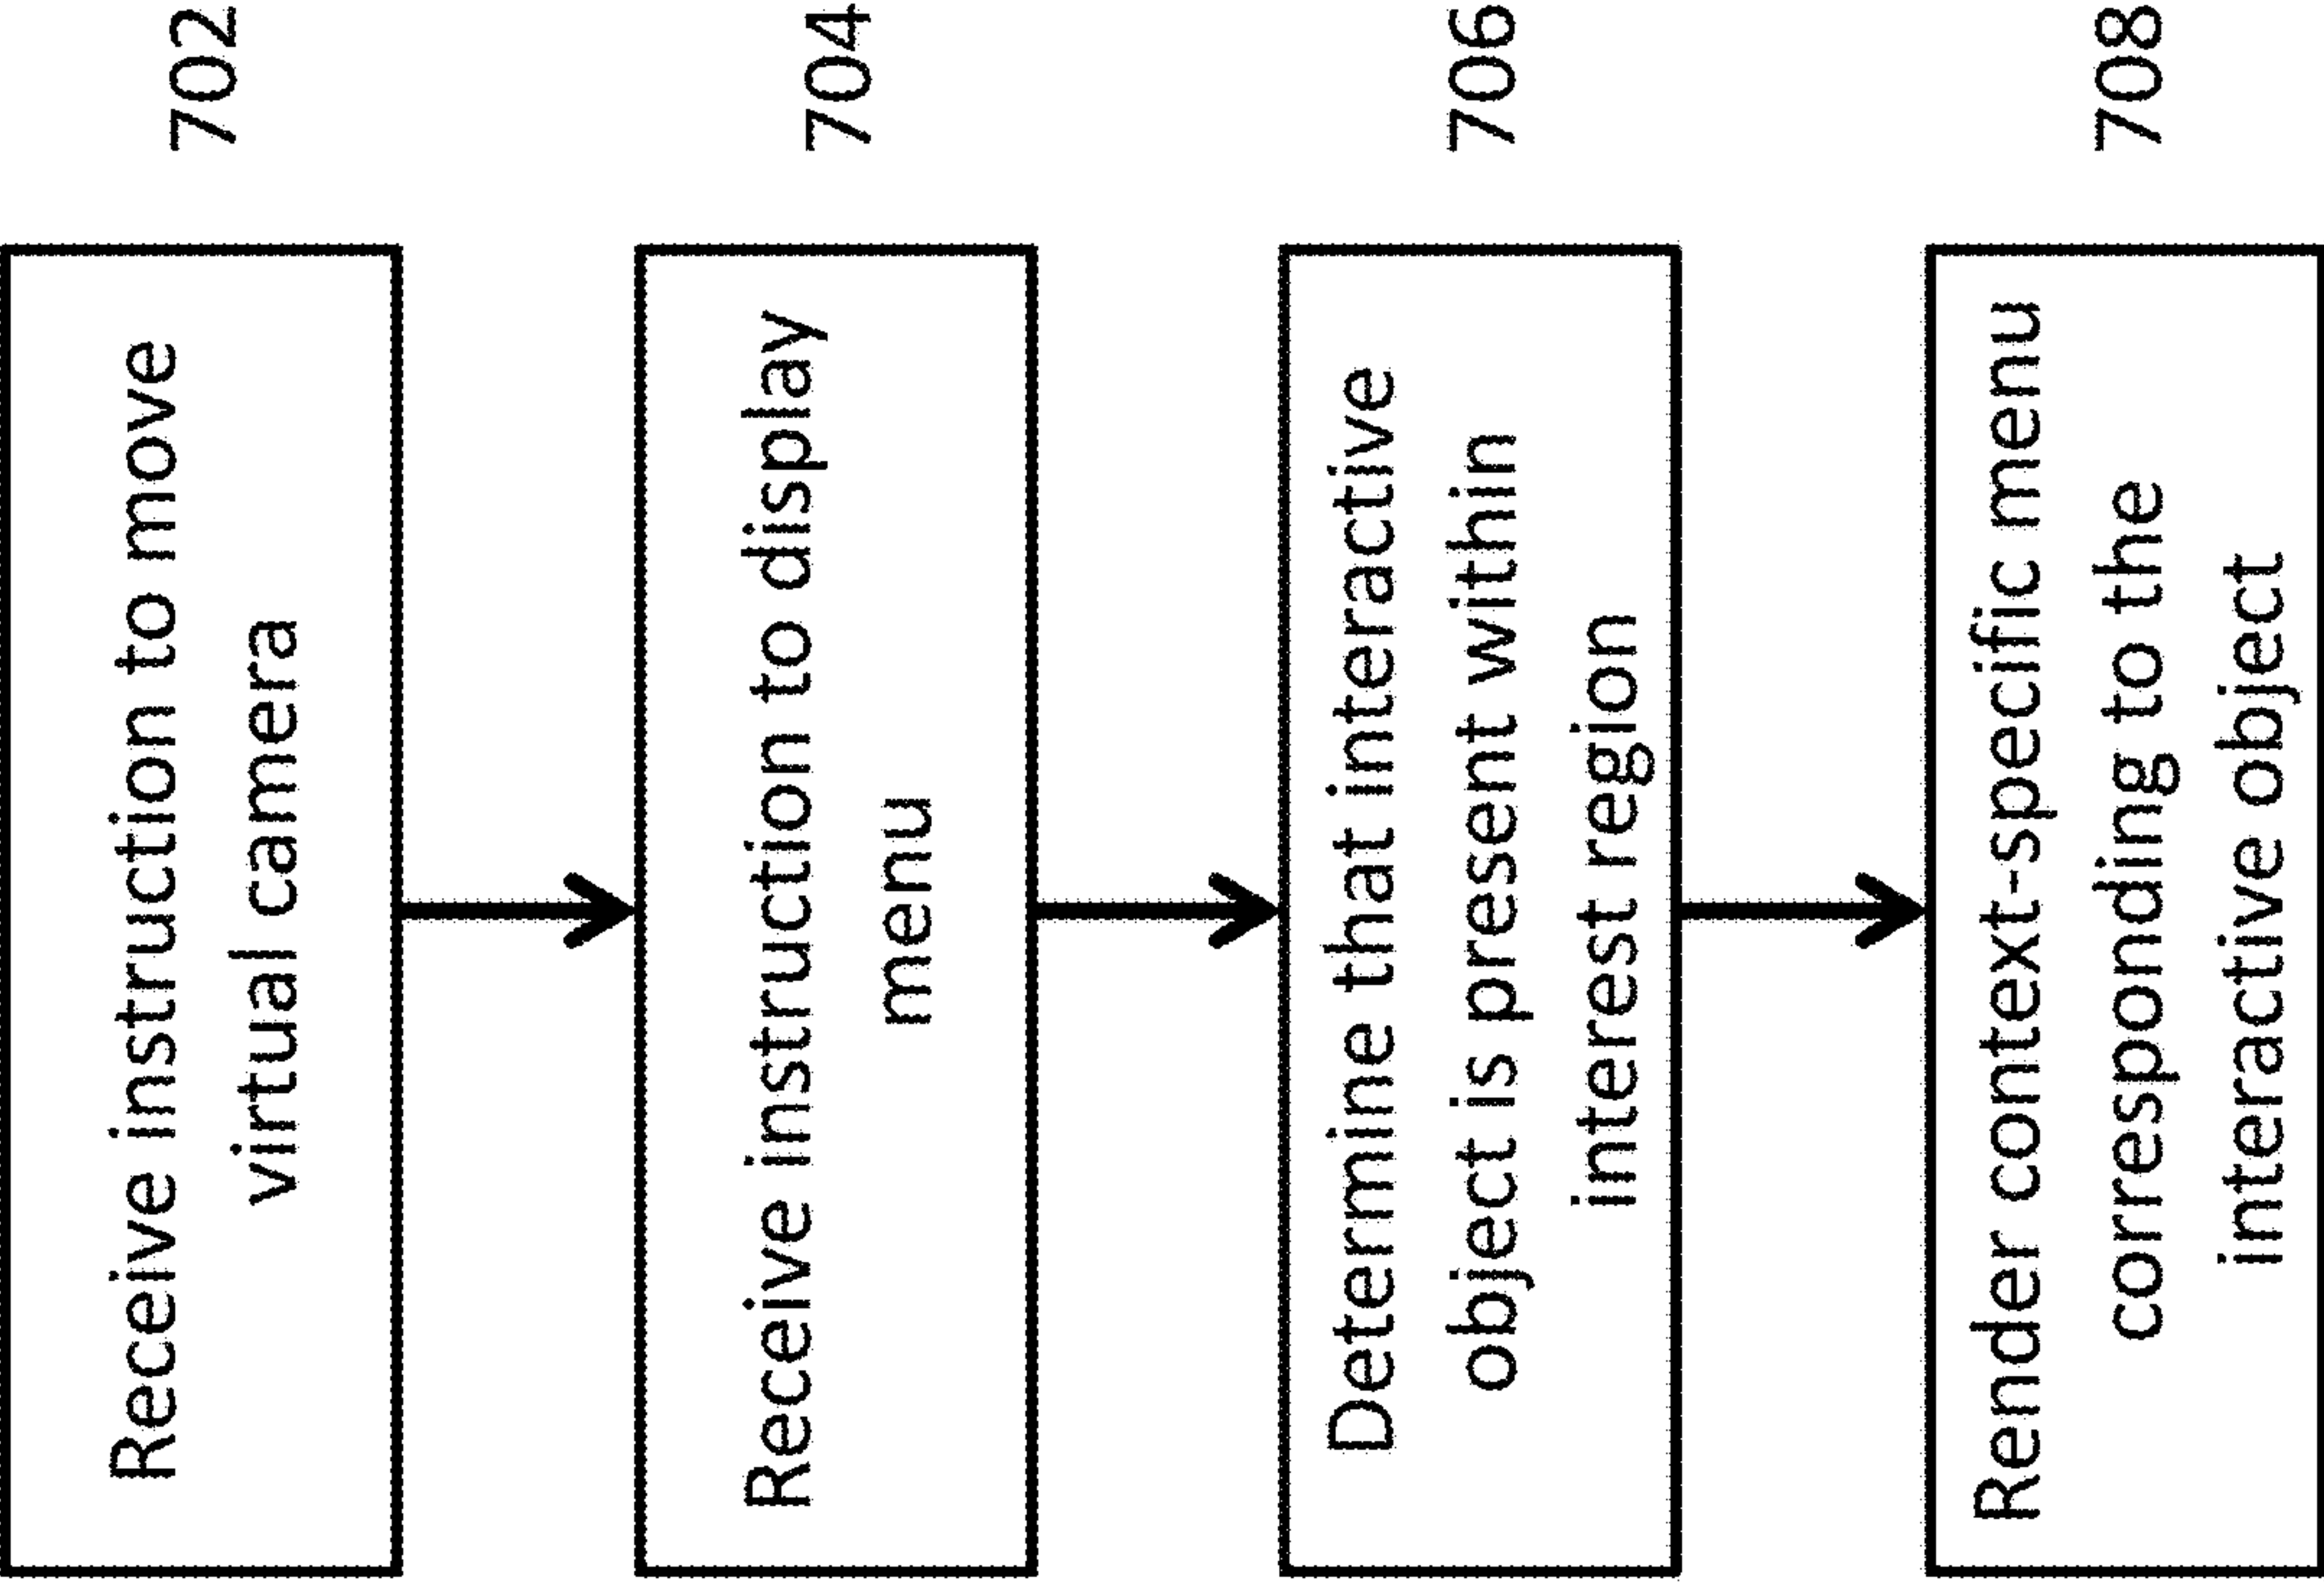 Receive instruction to move
virtual camera
702
Receive instruction to display
menu
704
Determine that interactive
object is present within
interest region
706
Render context-specific menu
corresponding to the
interactive object
708